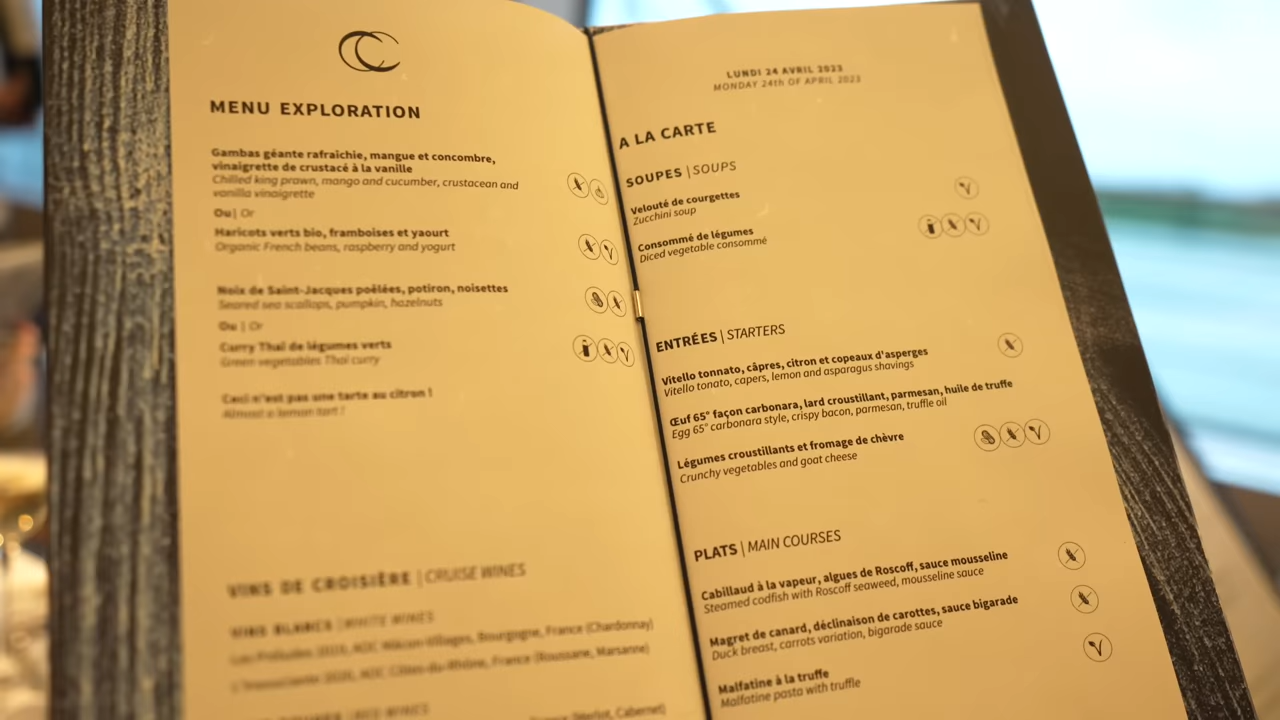 MENU EXPLORATION
Gambas géante rafraîchie, mangue et concombre,
vinaigrette de crustacé à la vanille
Chilled king prawn, mango and cucumber, crustacean and
vanilla vinaigrette
Ou | Or
Haricots verts bio, framboises et yaourt
Organic French beans, raspberry and yogurt
Noix de Saint-Jacques poêlées, potiron, noisettes
Seared sea scallops, pumpkin, hazelnuts
Ou | Or
Curry Thaï de légumes verts
Green vegetables Thai curry
Ceci n'est pas une tarte au citron !
Almost a lemon tart !
VINS DE CROISIÈRE | CRUISE WINES
VINS BLANCS | WHITE WINES
Les Préludes 2019, AOC Mâcon-Villages, Bourgogne, France (Chardonnay)
L'Insouciante 2020, AOC Côtes-du-Rhône, France (Roussane, Marsanne)
RED WINES
France (Merlot, Cabernet)
LUNDI 24 AVRIL 2023
MONDAY 24th OF APRIL 2023
A LA CARTE
SOUPES | SOUPS
Velouté de courgettes
Zucchini soup
Consommé de légumes
Diced vegetable consommé
ENTRÉES | STARTERS
Vitello tonnato, câpres, citron et copeaux d'asperges
Vitello tonato, capers, lemon and asparagus shavings
Œuf 65° façon carbonara, lard croustillant, parmesan, huile de truffe
Egg 65° carbonara style, crispy bacon, parmesan, truffle oil
Légumes croustillants et fromage de chèvre
Crunchy vegetables and goat cheese
PLATS | MAIN COURSES
Cabillaud à la vapeur, algues de Roscoff, sauce mousseline
Steamed codfish with Roscoff seaweed, mousseline sauce
Magret de canard, déclinaison de carottes, sauce bigarade
Duck breast, carrots variation, bigarade sauce
Malfatine à la truffe
Malfatine pasta with truffle